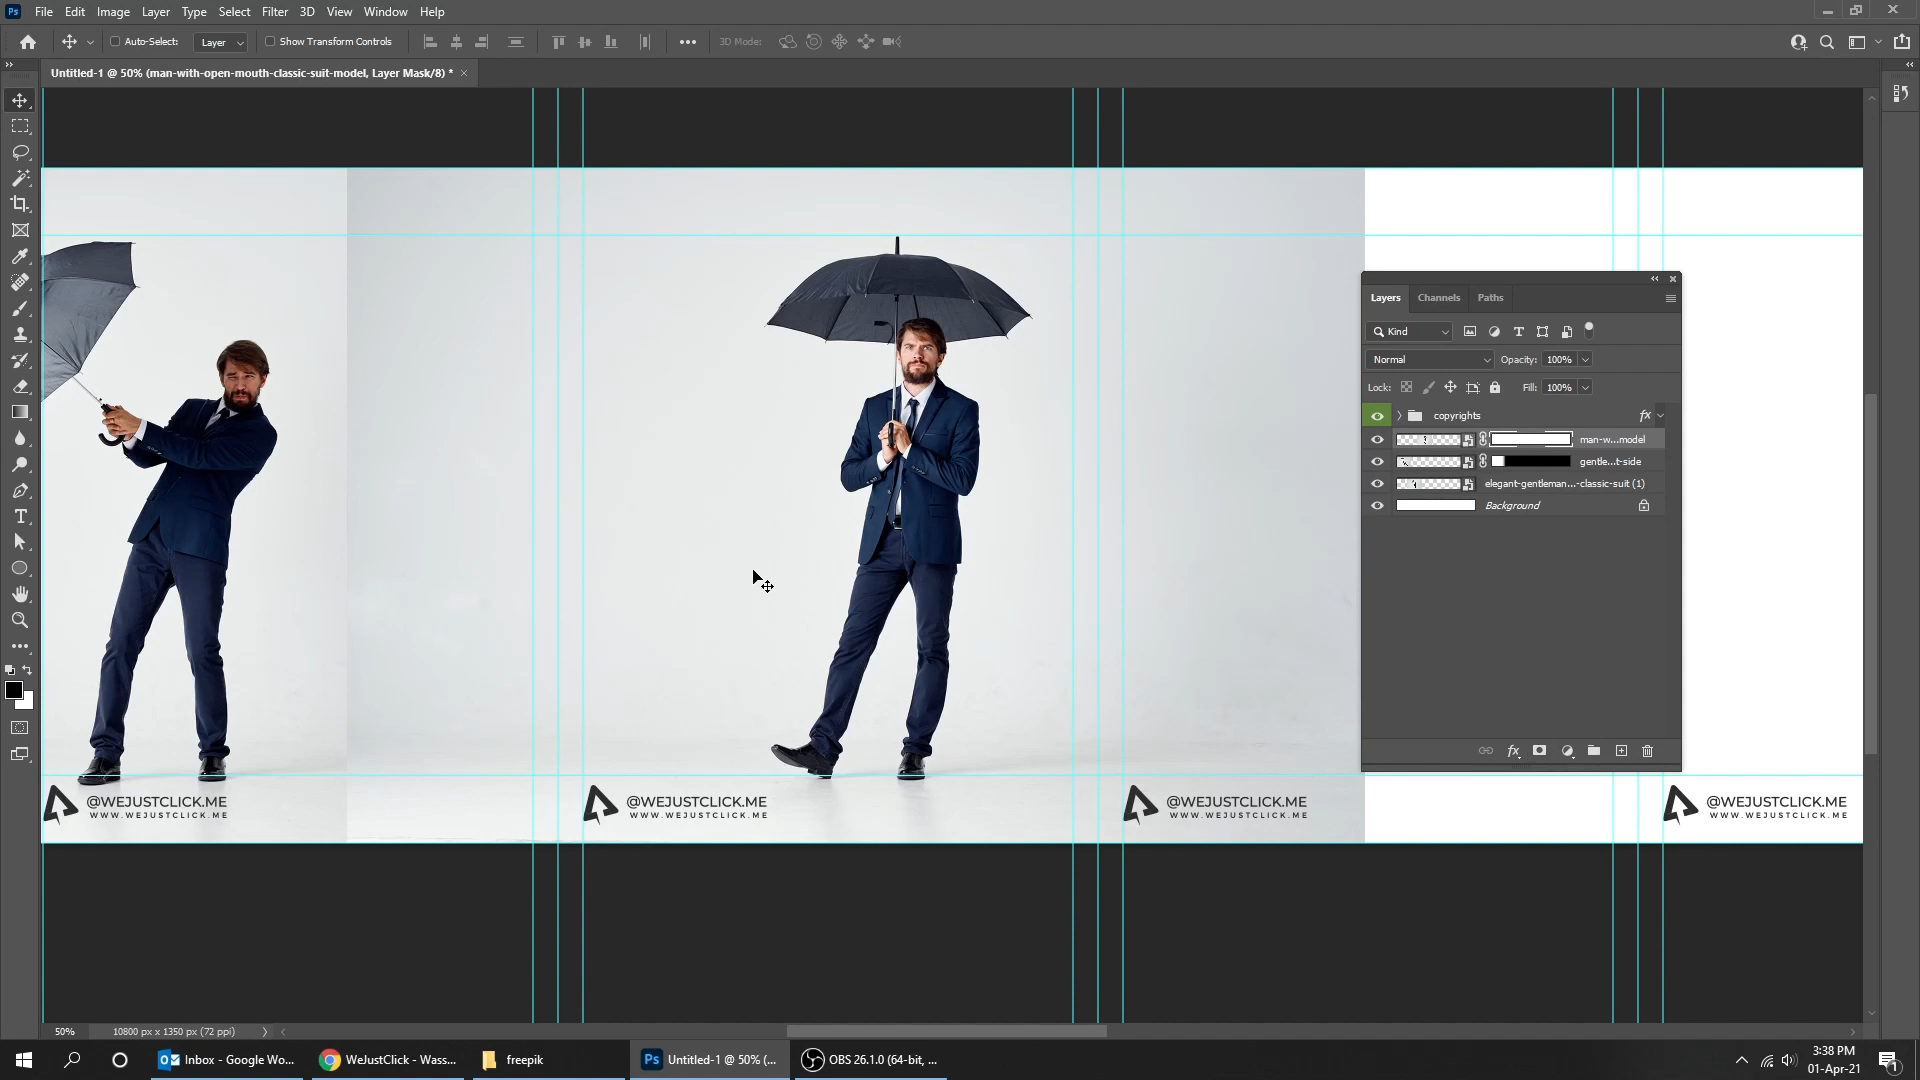 Ps File Edit Image Layer Type Select Filter 3D View Window Help
Auto-Select: Layer Show Transform Controls 3D Mode:
Untitled-1 @ 50% (man-with-open-mouth-classic-suit-model, Layer Mask/8) *
Layers Channels Paths
Kind
Normal Opacity: 100%
Lock: Fill: 100%
copyrights fx
man-w...model
gentle...t-side
elegant-gentleman...-classic-suit (1)
Background
fx
@WEJUSTCLICK.ME
WWW.WEJUSTCLICK.ME
@WEJUSTCLICK.ME
WWW.WEJUSTCLICK.ME
@WEJUSTCLICK.ME
WWW.WEJUSTCLICK.ME
@WEJUSTCLICK.ME
WWW.WEJUSTCLICK.ME
50% 10800 px x 1350 px (72 ppi)
Inbox - Google Wo... WeJustClick - Wass... freepik Ps Untitled-1 @ 50% (... OBS 26.1.0 (64-bit, ...
3:38 PM
01-Apr-21
1